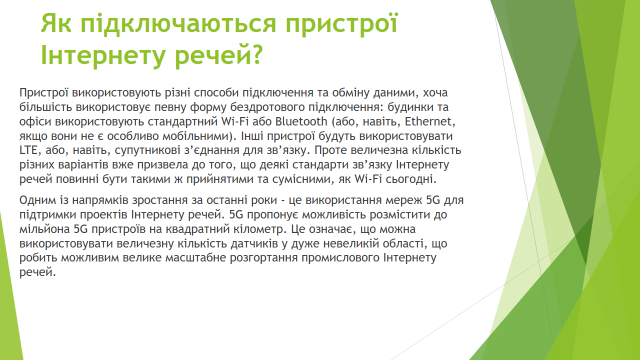 Як підключаються пристрої
Інтернету речей?
Пристрої використовують різні способи підключення та обміну даними, хоча
більшість використовує певну форму бездротового підключення: будинки та
офіси використовують стандартний Wi-Fi або Bluetooth (або, навіть, Ethernet,
якщо вони не є особливо мобільними). Інші пристрої будуть використовувати
LTE, або, навіть, супутникові з’єднання для зв’язку. Проте величезна кількість
різних варіантів вже призвела до того, що деякі стандарти зв’язку Інтернету
речей повинні бути такими ж прийнятими та сумісними, як Wi-Fi сьогодні.
Одним із напрямків зростання за останні роки - це використання мереж 5G для
підтримки проектів Інтернету речей. 5G пропонує можливість розмістити до
мільйона 5G пристроїв на квадратний кілометр. Це означає, що можна
використовувати величезну кількість датчиків у дуже невеликій області, що
робить можливим велике масштабне розгортання промислового Інтернету
речей.